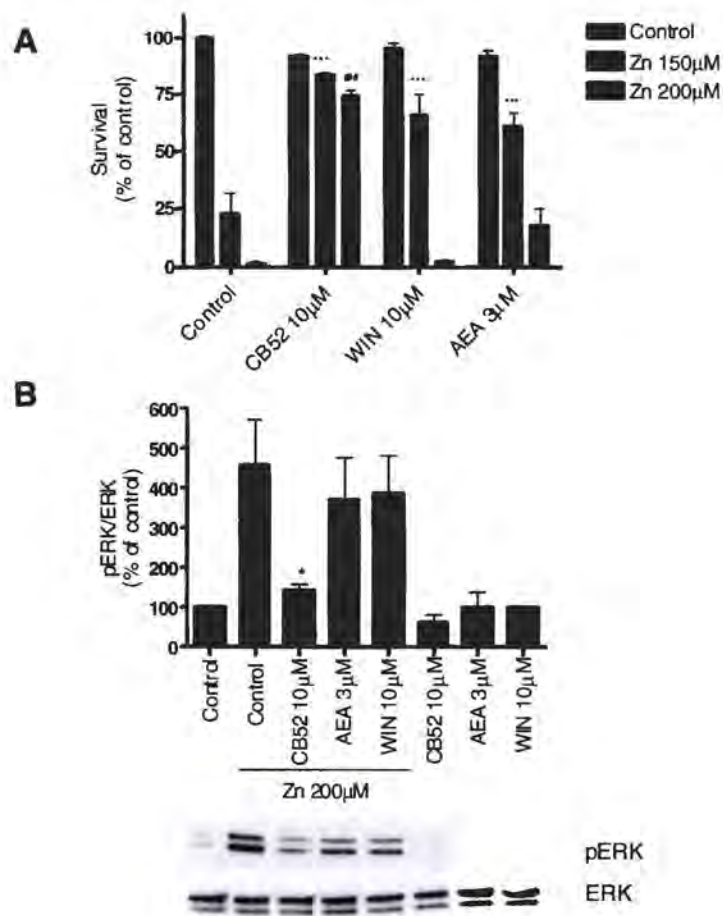 A
100
75
50
25
0
Survival
(% of control)
***
***
***
Control
Zn 150μM
Zn 200μM
Control
CB52 10μM
WIN 10μM
AEA 3μM
B
600
500
400
300
200
100
0
pERK/ERK
(% of control)
*
Control
Control
CB52 10μM
AEA 3μM
WIN 10μM
CB52 10μM
AEA 3μM
WIN 10μM
Zn 200μM
pERK
ERK